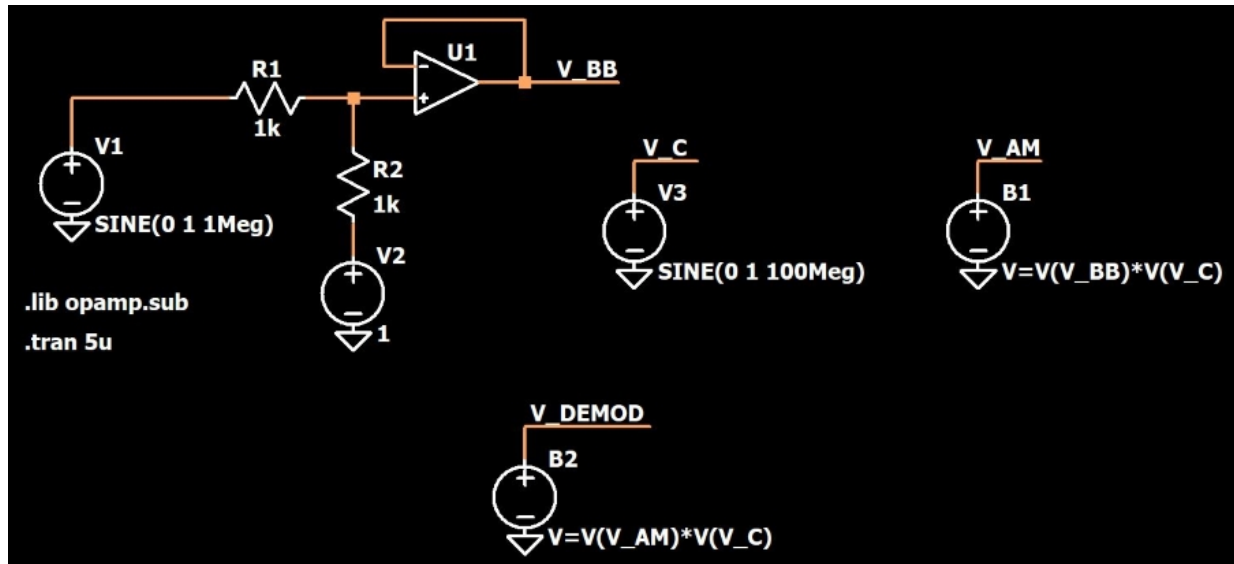 U1
V_BB
R1
1k
V1
SINE(0 1 1Meg)
R2
1k
V2
1
V_C
V3
SINE(0 1 100Meg)
V_AM
B1
V=V(V_BB)*V(V_C)
.lib opamp.sub
.tran 5u
V_DEMOD
B2
V=V(V_AM)*V(V_C)